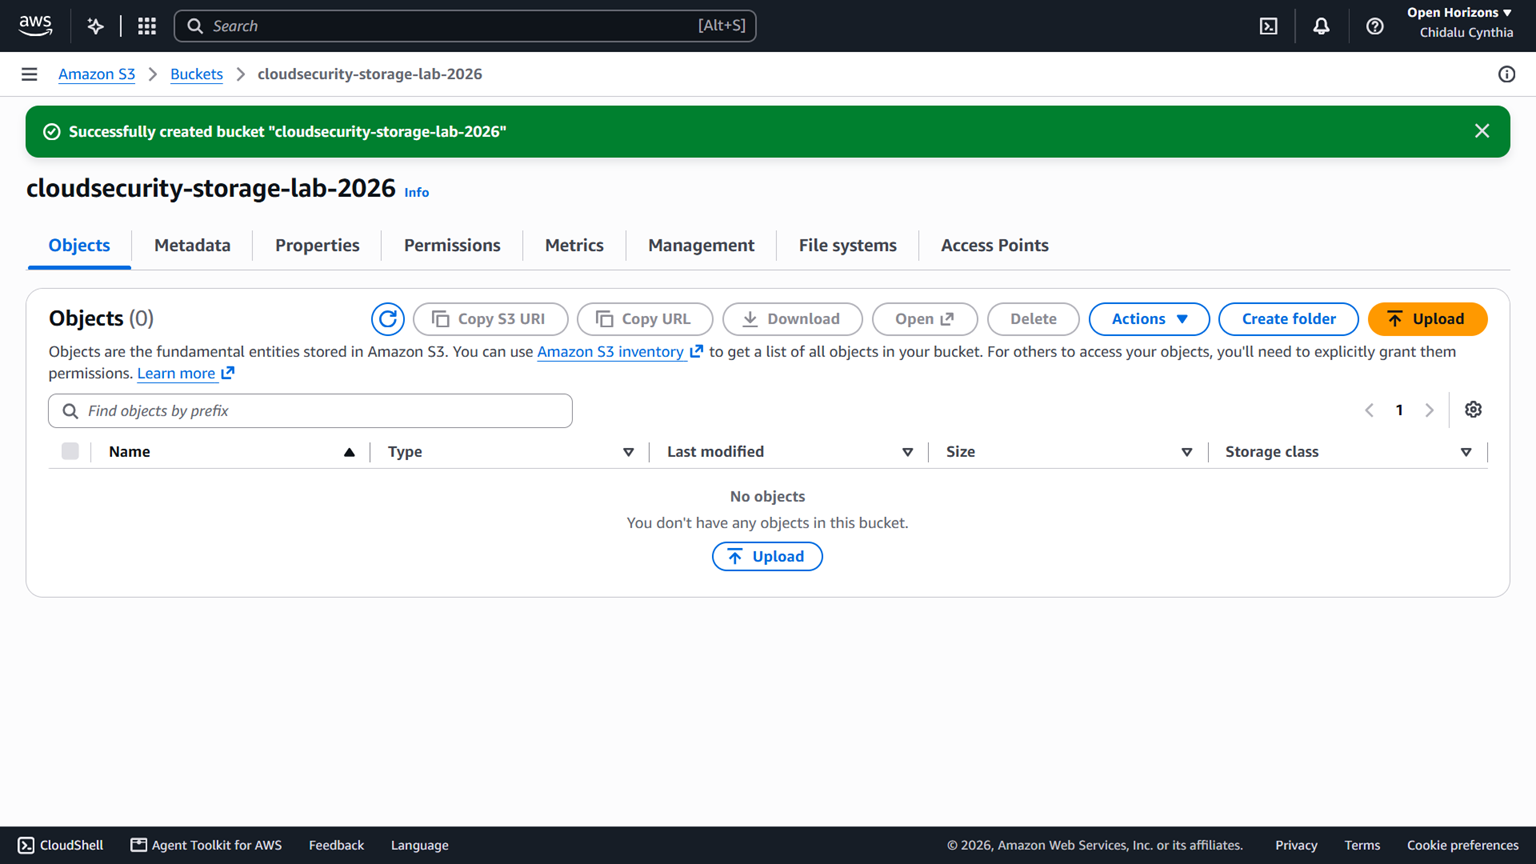 aws
Search [Alt+S]
Open Horizons
Chidalu Cynthia
Amazon S3 Buckets cloudsecurity-storage-lab-2026
Successfully created bucket "cloudsecurity-storage-lab-2026"
cloudsecurity-storage-lab-2026 Info
Objects Metadata Properties Permissions Metrics Management File systems Access Points
Objects (0) Copy S3 URI Copy URL Download Open Delete Actions Create folder Upload
Objects are the fundamental entities stored in Amazon S3. You can use Amazon S3 inventory to get a list of all objects in your bucket. For others to access your objects, you'll need to explicitly grant them
permissions. Learn more
Find objects by prefix 1
Name Type Last modified Size Storage class
No objects
You don't have any objects in this bucket.
Upload
CloudShell Agent Toolkit for AWS Feedback Language © 2026, Amazon Web Services, Inc. or its affiliates. Privacy Terms Cookie preferences